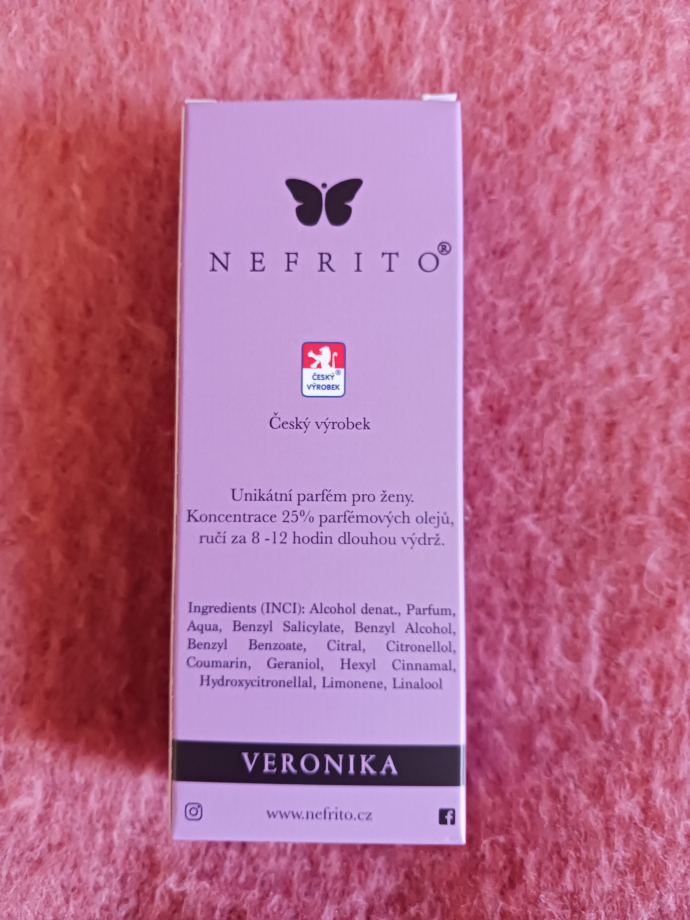 NEFRITO®
ČESKÝ®
VÝROBEK
Český výrobek
Unikátní parfém pro ženy.
Koncentrace 25% parfémových olejů,
ručí za 8 -12 hodin dlouhou výdrž.
Ingredients (INCI): Alcohol denat., Parfum,
Aqua, Benzyl Salicylate, Benzyl Alcohol,
Benzyl Benzoate, Citral, Citronellol,
Coumarin, Geraniol, Hexyl Cinnamal,
Hydroxycitronellal, Limonene, Linalool
VERONIKA
www.nefrito.cz